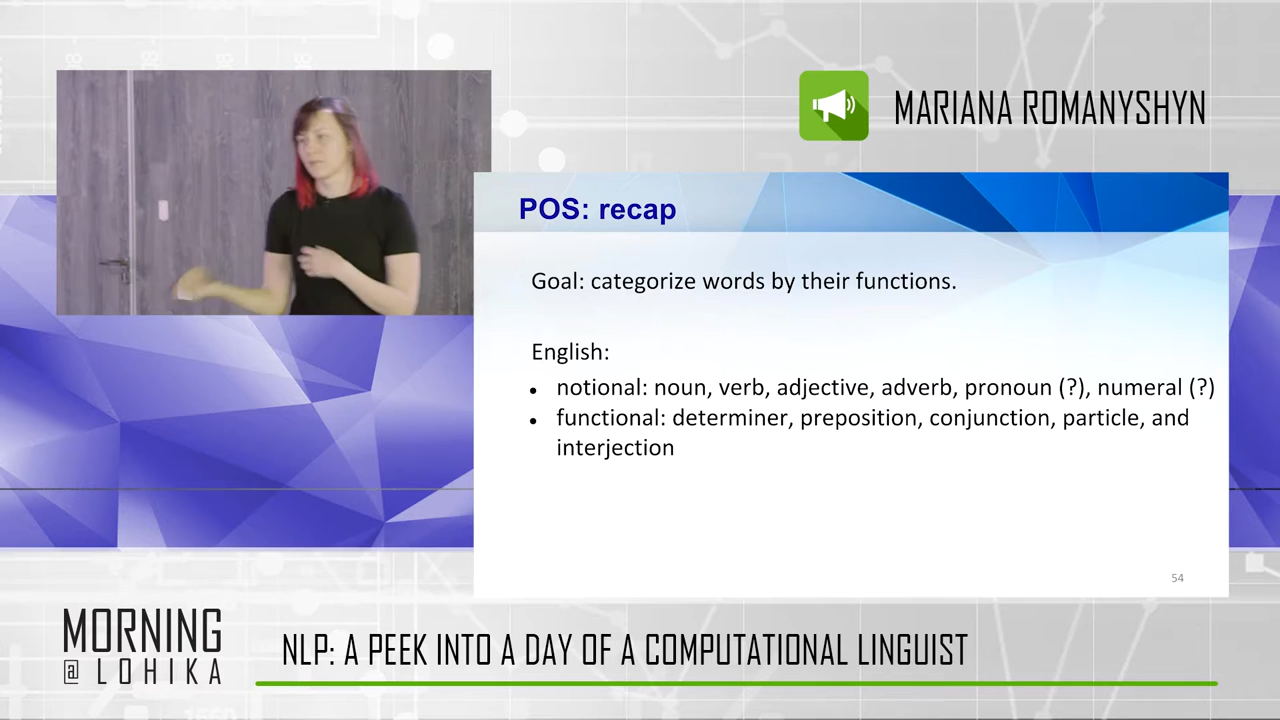 MARIANA ROMANYSHYN
POS: recap
Goal: categorize words by their functions.
English:
• notional: noun, verb, adjective, adverb, pronoun (?), numeral (?)
• functional: determiner, preposition, conjunction, particle, and
interjection
54
MORNING
@ LOHIKA
NLP: A PEEK INTO A DAY OF A COMPUTATIONAL LINGUIST